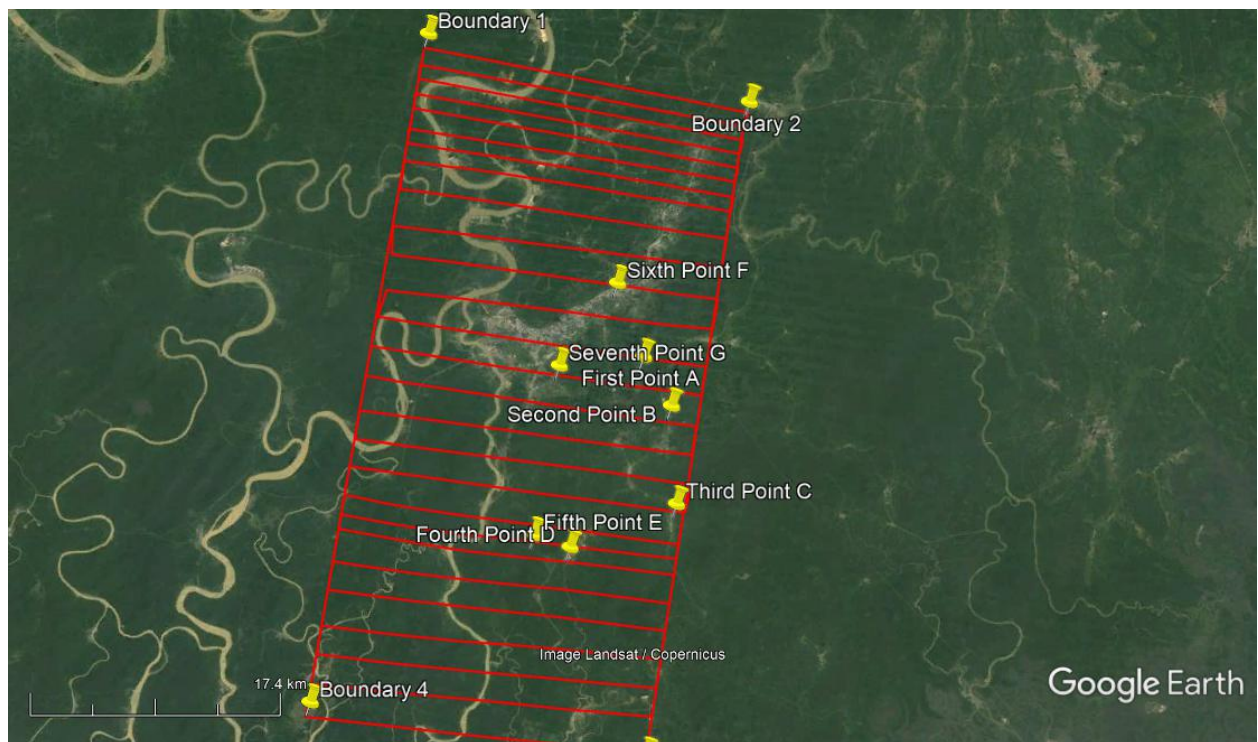 Boundary 1
Boundary 2
Sixth Point F
Seventh Point G
First Point A
Second Point B
Third Point C
Fifth Point E
Fourth Point D
Image Landsat / Copernicus
17.4 km
Boundary 4
Google Earth